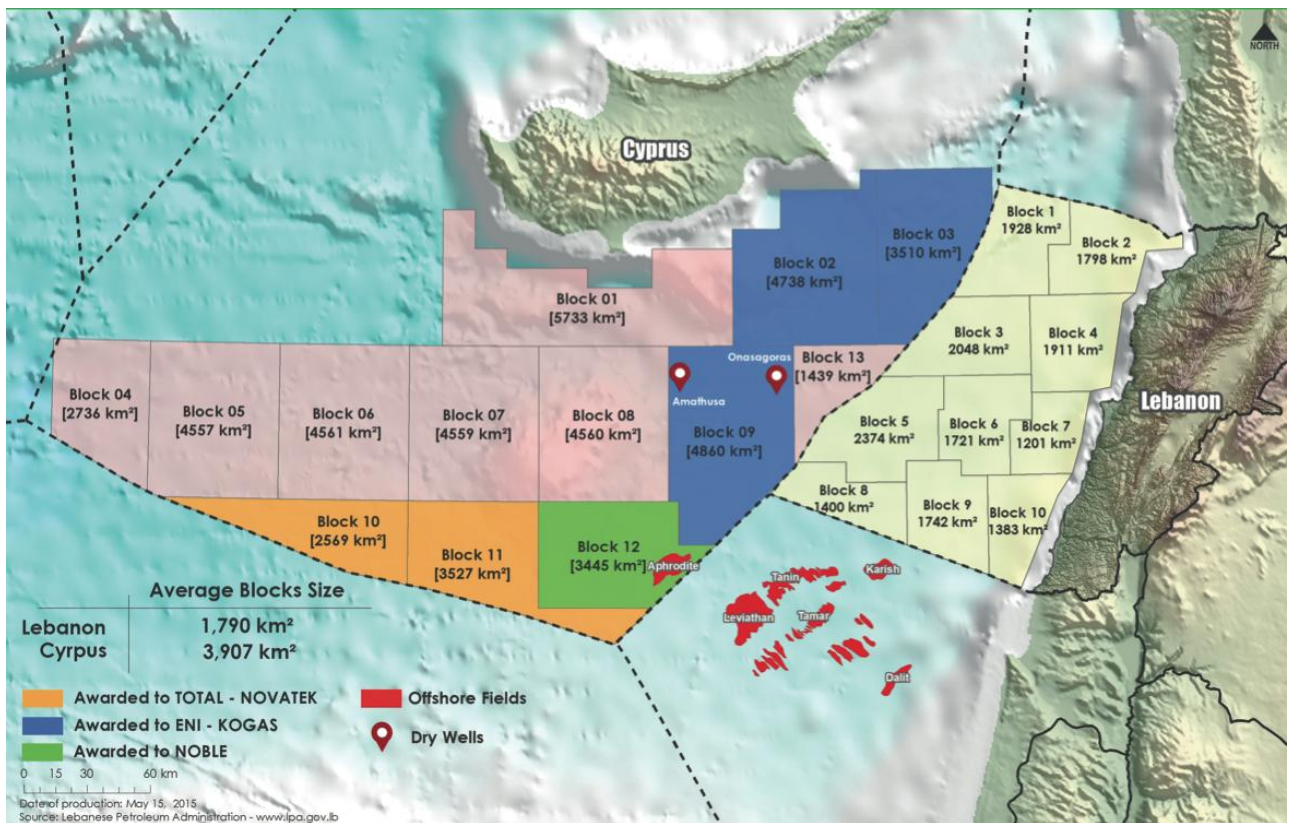 NORTH
Cyprus
Block 1
1928 km²
Block 2
1798 km²
Block 03
[3510 km²]
Block 02
[4738 km²]
Block 01
[5733 km²]
Block 3
2048 km²
Block 4
1911 km²
Onasagoras
Block 13
[1439 km²]
Amathusa
Lebanon
Block 04
[2736 km²]
Block 05
[4557 km²]
Block 06
[4561 km²]
Block 07
[4559 km²]
Block 08
[4560 km²]
Block 09
[4860 km²]
Block 5
2374 km²
Block 6
1721 km²
Block 7
1201 km²
Block 8
1400 km²
Block 9
1742 km²
Block 10
1383 km²
Block 10
[2569 km²]
Block 11
[3527 km²]
Block 12
[3445 km²]
Aphrodite
Karish
Tanin
Leviathan
Tamar
Dalit
Average Blocks Size
Lebanon 1,790 km²
Cyrpus 3,907 km²
Awarded to TOTAL - NOVATEK
Awarded to ENI - KOGAS
Awarded to NOBLE
Offshore Fields
Dry Wells
0 15 30 60 km
Date of production: May 15, 2015
Source: Lebanese Petroleum Administration - www.lpa.gov.lb